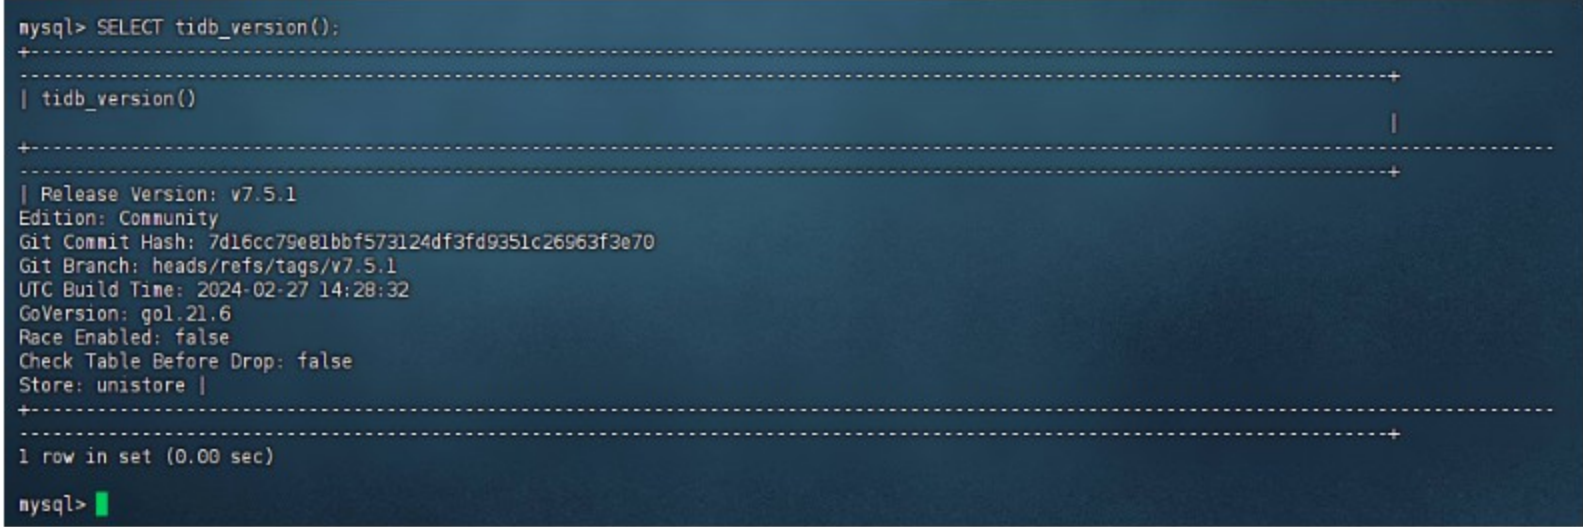 mysql> SELECT tidb_version();
+------------------------------------------------------------------------------------------------------------------------------------------
---------------------------------------------------------------------------------------------------------------------------+
| tidb_version()
|
+------------------------------------------------------------------------------------------------------------------------------------------
---------------------------------------------------------------------------------------------------------------------------+
| Release Version: v7.5.1
Edition: Community
Git Commit Hash: 7d16cc79e81bbf573124df3fd9351c26963f3e70
Git Branch: heads/refs/tags/v7.5.1
UTC Build Time: 2024-02-27 14:28:32
GoVersion: go1.21.6
Race Enabled: false
Check Table Before Drop: false
Store: unistore |
+------------------------------------------------------------------------------------------------------------------------------------------
---------------------------------------------------------------------------------------------------------------------------+
1 row in set (0.00 sec)
mysql>